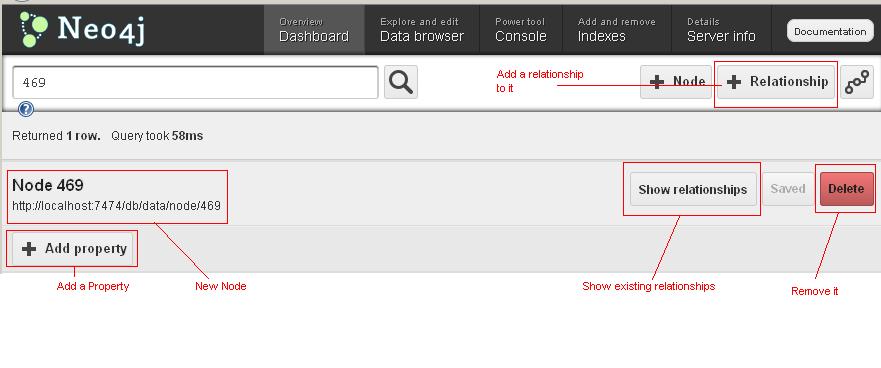 Neo4j
Overview
Dashboard
Explore and edit
Data browser
Power tool
Console
Add and remove
Indexes
Details
Server info
Documentation
469
Add a relationship
to it
+ Node
+ Relationship
?
Returned 1 row. Query took 58ms
Node 469
http://localhost:7474/db/data/node/469
Show relationships
Saved
Delete
+ Add property
Add a Property
New Node
Show existing relationships
Remove it